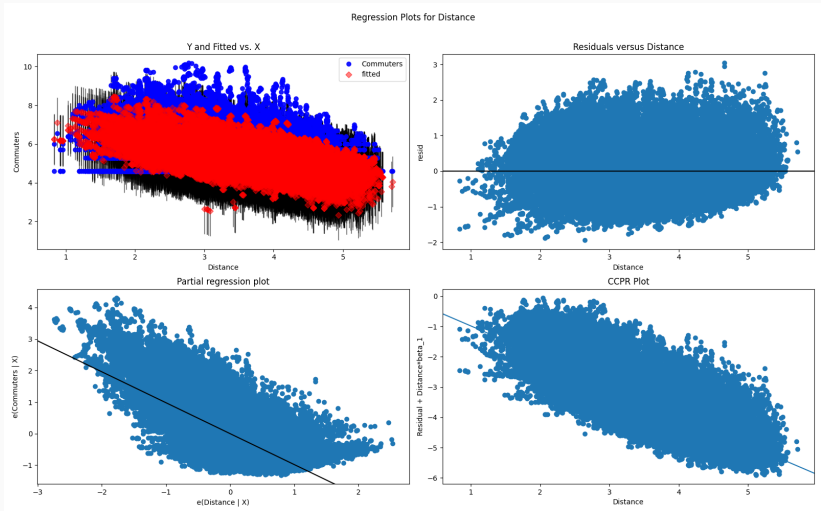 Regression Plots for Distance
Y and Fitted vs. X
Commuters
fitted
10
8
6
4
2
Commuters
1 2 3 4 5
Distance
Residuals versus Distance
3
2
1
0
−1
−2
resid
1 2 3 4 5
Distance
Partial regression plot
4
3
2
1
0
−1
e(Commuters | X)
−3 −2 −1 0 1 2
e(Distance | X)
CCPR Plot
0
−1
−2
−3
−4
−5
−6
Residual + Distance*beta_1
1 2 3 4 5
Distance